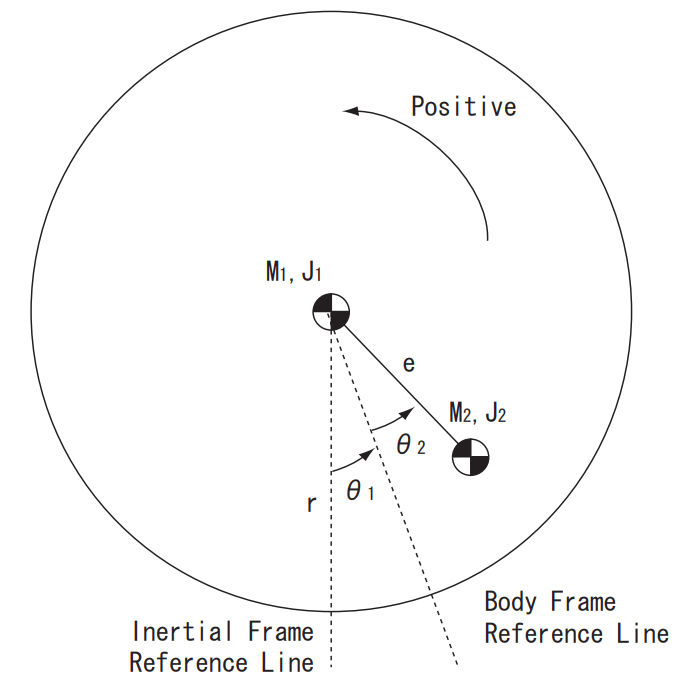 Positive
M1, J1
e
M2, J2
θ2
θ1
r
Body Frame
Reference Line
Inertial Frame
Reference Line